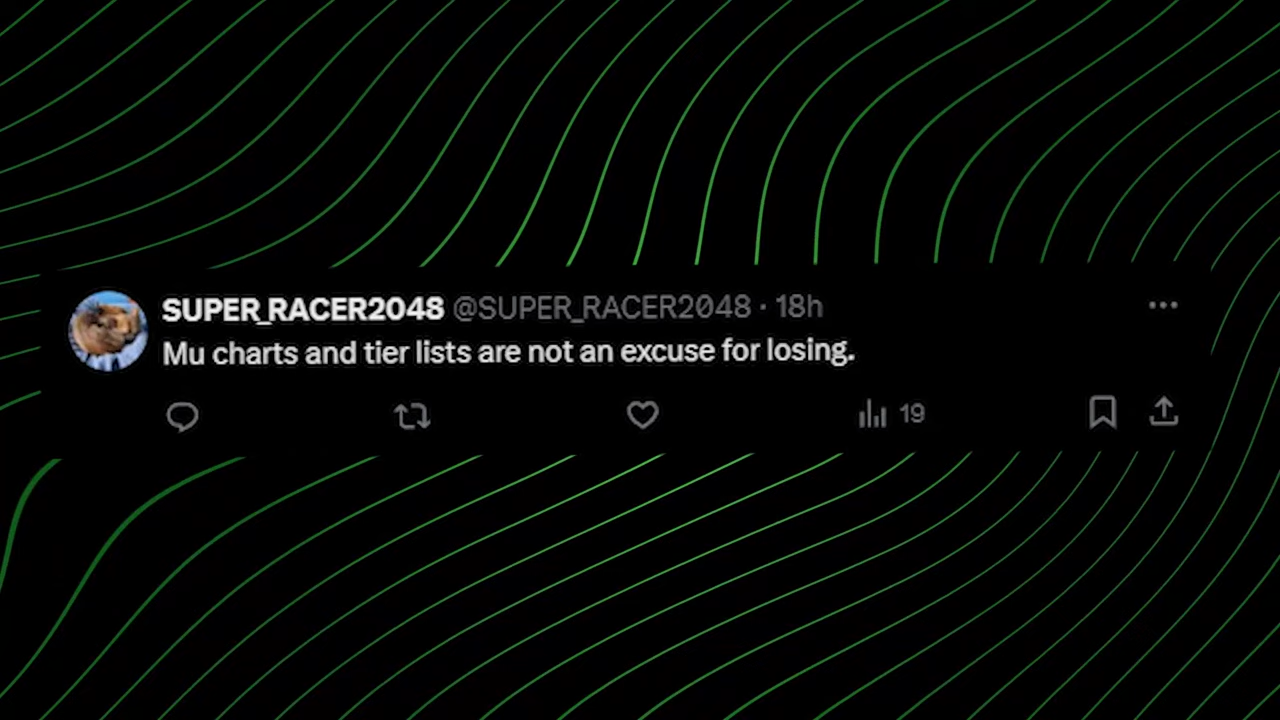 SUPER_RACER2048 @SUPER_RACER2048 · 18h
Mu charts and tier lists are not an excuse for losing.
19